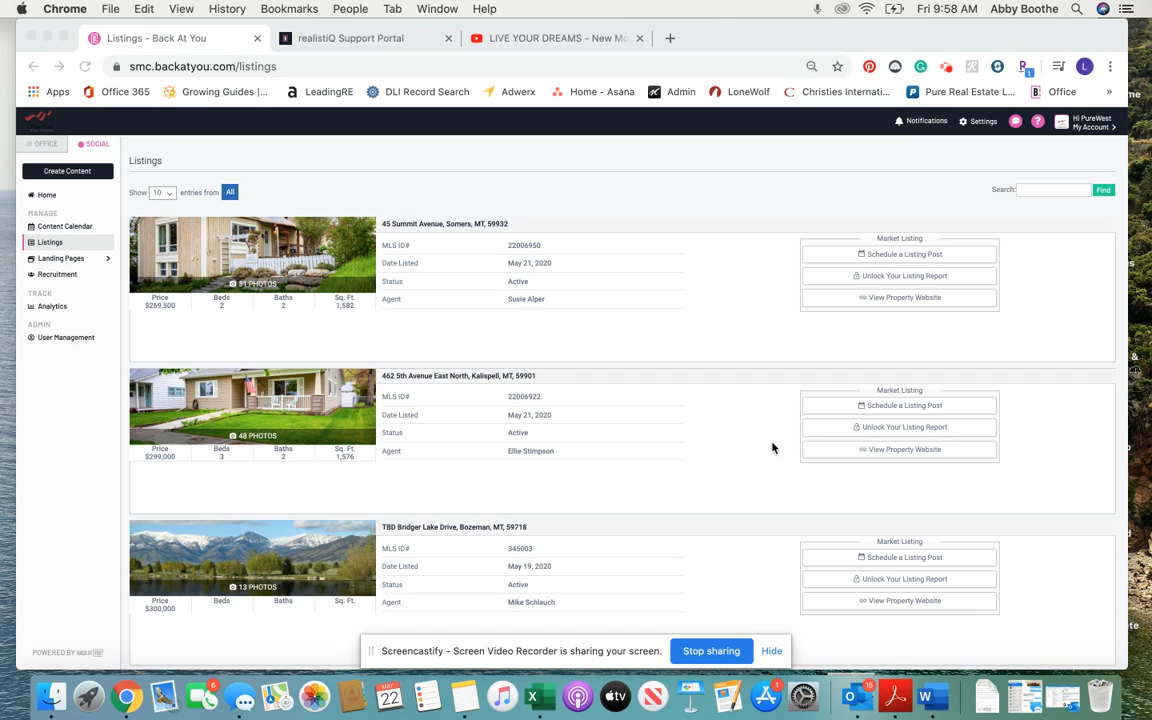 Chrome File Edit View History Bookmarks People Tab Window Help Fri 9:58 AM Abby Boothe
Listings - Back At You realistiQ Support Portal LIVE YOUR DREAMS - New Mo
smc.backatyou.com/listings
1 L
Apps Office 365 Growing Guides |... LeadingRE DLI Record Search Adwerx Home - Asana Admin LoneWolf Christies Internati... Pure Real Estate L... Office »
Notifications Settings Hi PureWest
My Account
OFFICE SOCIAL
Create Content
Home
MANAGE
Content Calendar
Listings
Landing Pages
Recruitment
TRACK
Analytics
ADMIN
User Management
POWERED BY BACK AT YOU
Listings
Show 10 entries from All Search: Find
45 Summit Avenue, Somers, MT, 59932
31 PHOTOS
Price Beds Baths Sq. Ft.
$269,500 2 2 1,582
MLS ID# 22006950
Date Listed May 21, 2020
Status Active
Agent Susie Alper
Market Listing
Schedule a Listing Post
Unlock Your Listing Report
View Property Website
462 5th Avenue East North, Kalispell, MT, 59901
48 PHOTOS
Price Beds Baths Sq. Ft.
$299,000 3 2 1,576
MLS ID# 22006922
Date Listed May 21, 2020
Status Active
Agent Ellie Stimpson
Market Listing
Schedule a Listing Post
Unlock Your Listing Report
View Property Website
TBD Bridger Lake Drive, Bozeman, MT, 59718
13 PHOTOS
Price Beds Baths Sq. Ft.
$300,000
MLS ID# 345003
Date Listed May 19, 2020
Status Active
Agent Mike Schlauch
Market Listing
Schedule a Listing Post
Unlock Your Listing Report
View Property Website
Screencastify - Screen Video Recorder is sharing your screen. Stop sharing Hide
6 MAY 22 tv 1 15